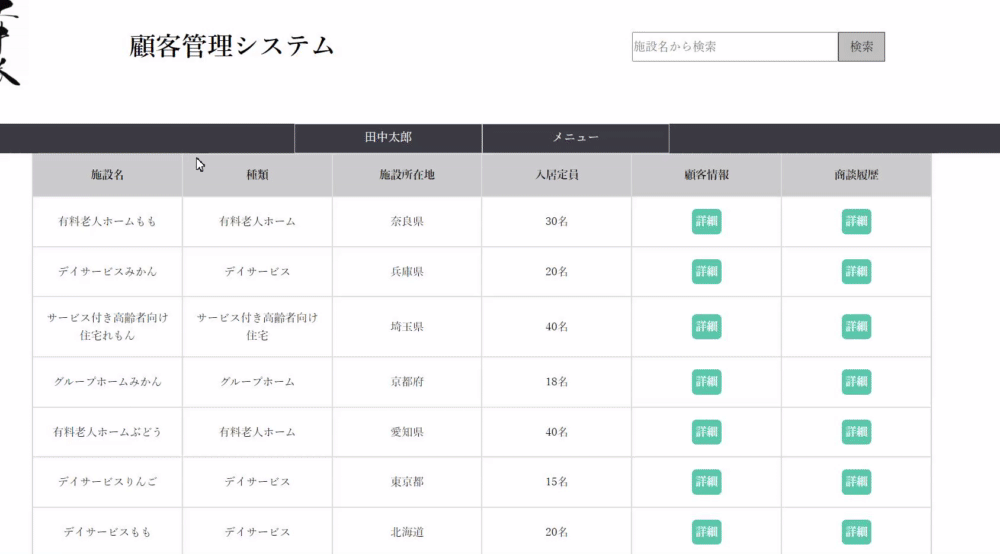 顧客管理システム
施設名から検索 検索
田中太郎 メニュー
施設名 種類 施設所在地 入居定員 顧客情報 商談履歴
有料老人ホームもも 有料老人ホーム 奈良県 30名 詳細 詳細
デイサービスみかん デイサービス 兵庫県 20名 詳細 詳細
サービス付き高齢者向け住宅れもん サービス付き高齢者向け住宅 埼玉県 40名 詳細 詳細
グループホームみかん グループホーム 京都府 18名 詳細 詳細
有料老人ホームぶどう 有料老人ホーム 愛知県 40名 詳細 詳細
デイサービスりんご デイサービス 東京都 15名 詳細 詳細
デイサービスもも デイサービス 北海道 20名 詳細 詳細